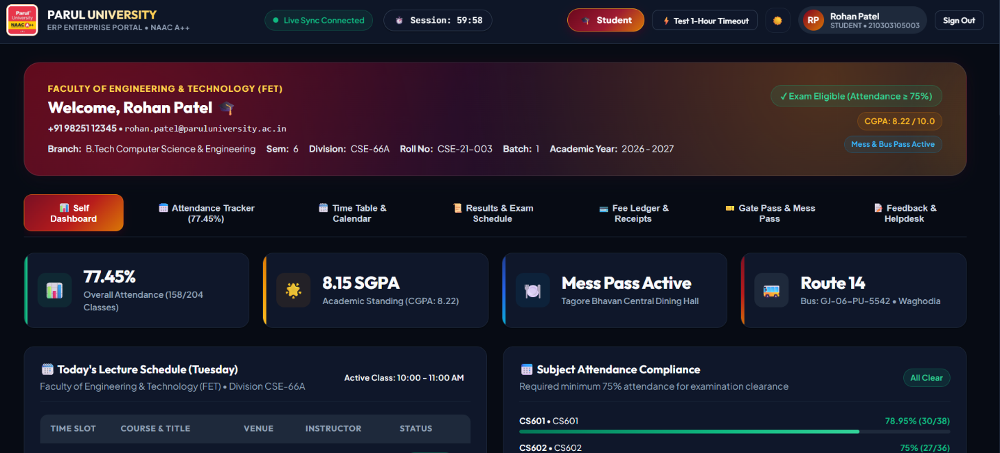 Parul®
University
NAAC A++
PARUL UNIVERSITY
ERP ENTERPRISE PORTAL • NAAC A++
Live Sync Connected
Session: 59:58
Student
Test 1-Hour Timeout
RP
Rohan Patel
STUDENT • 210303105003
Sign Out
FACULTY OF ENGINEERING & TECHNOLOGY (FET)
Welcome, Rohan Patel
+91 98251 12345 • rohan.patel@paruluniversity.ac.in
Branch: B.Tech Computer Science & Engineering Sem: 6 Division: CSE-66A Roll No: CSE-21-003 Batch: 1 Academic Year: 2026-2027
✓ Exam Eligible (Attendance ≥ 75%)
CGPA: 8.22 / 10.0
Mess & Bus Pass Active
Self
Dashboard
Attendance Tracker
(77.45%)
Time Table &
Calendar
Results & Exam
Schedule
Fee Ledger &
Receipts
Gate Pass & Mess
Pass
Feedback &
Helpdesk
77.45%
Overall Attendance (158/204
Classes)
8.15 SGPA
Academic Standing (CGPA: 8.22)
Mess Pass Active
Tagore Bhavan Central Dining Hall
Route 14
Bus: GJ-06-PU-5542 • Waghodia
Today's Lecture Schedule (Tuesday)
Faculty of Engineering & Technology (FET) • Division CSE-66A
Active Class: 10:00 - 11:00 AM
TIME SLOT COURSE & TITLE VENUE INSTRUCTOR STATUS
Subject Attendance Compliance
Required minimum 75% attendance for examination clearance
All Clear
CS601 • CS601 78.95% (30/38)
CS602 • CS602 75% (27/36)